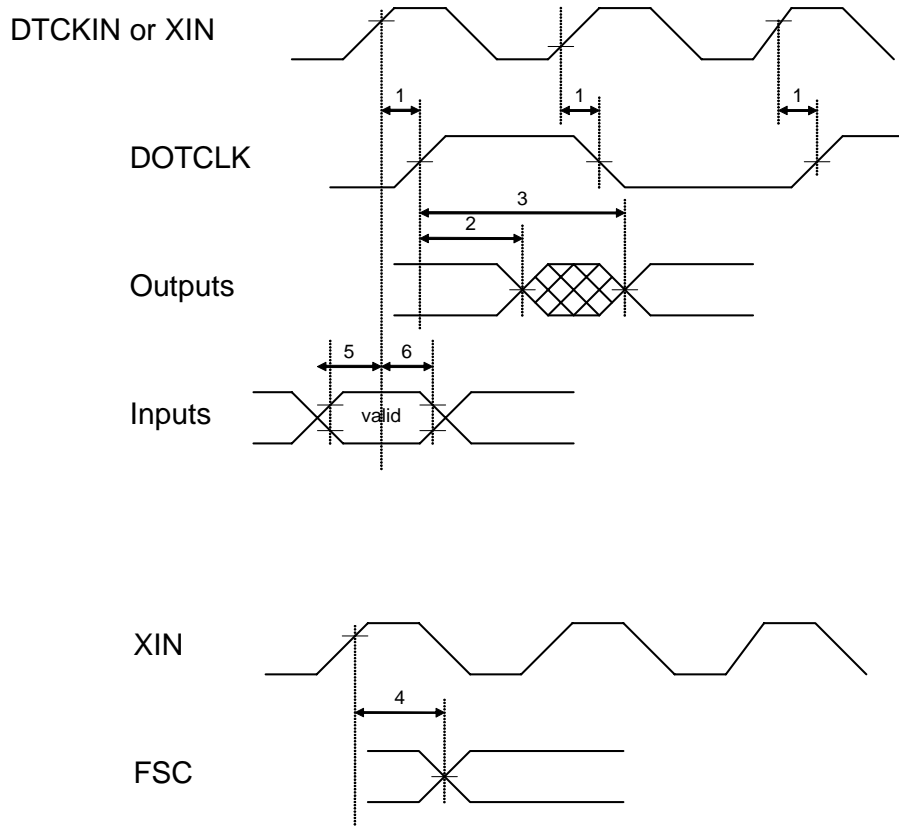 DTCKIN or XIN
1 1 1
DOTCLK
3
2
Outputs
5 6
Inputs valid
XIN
4
FSC